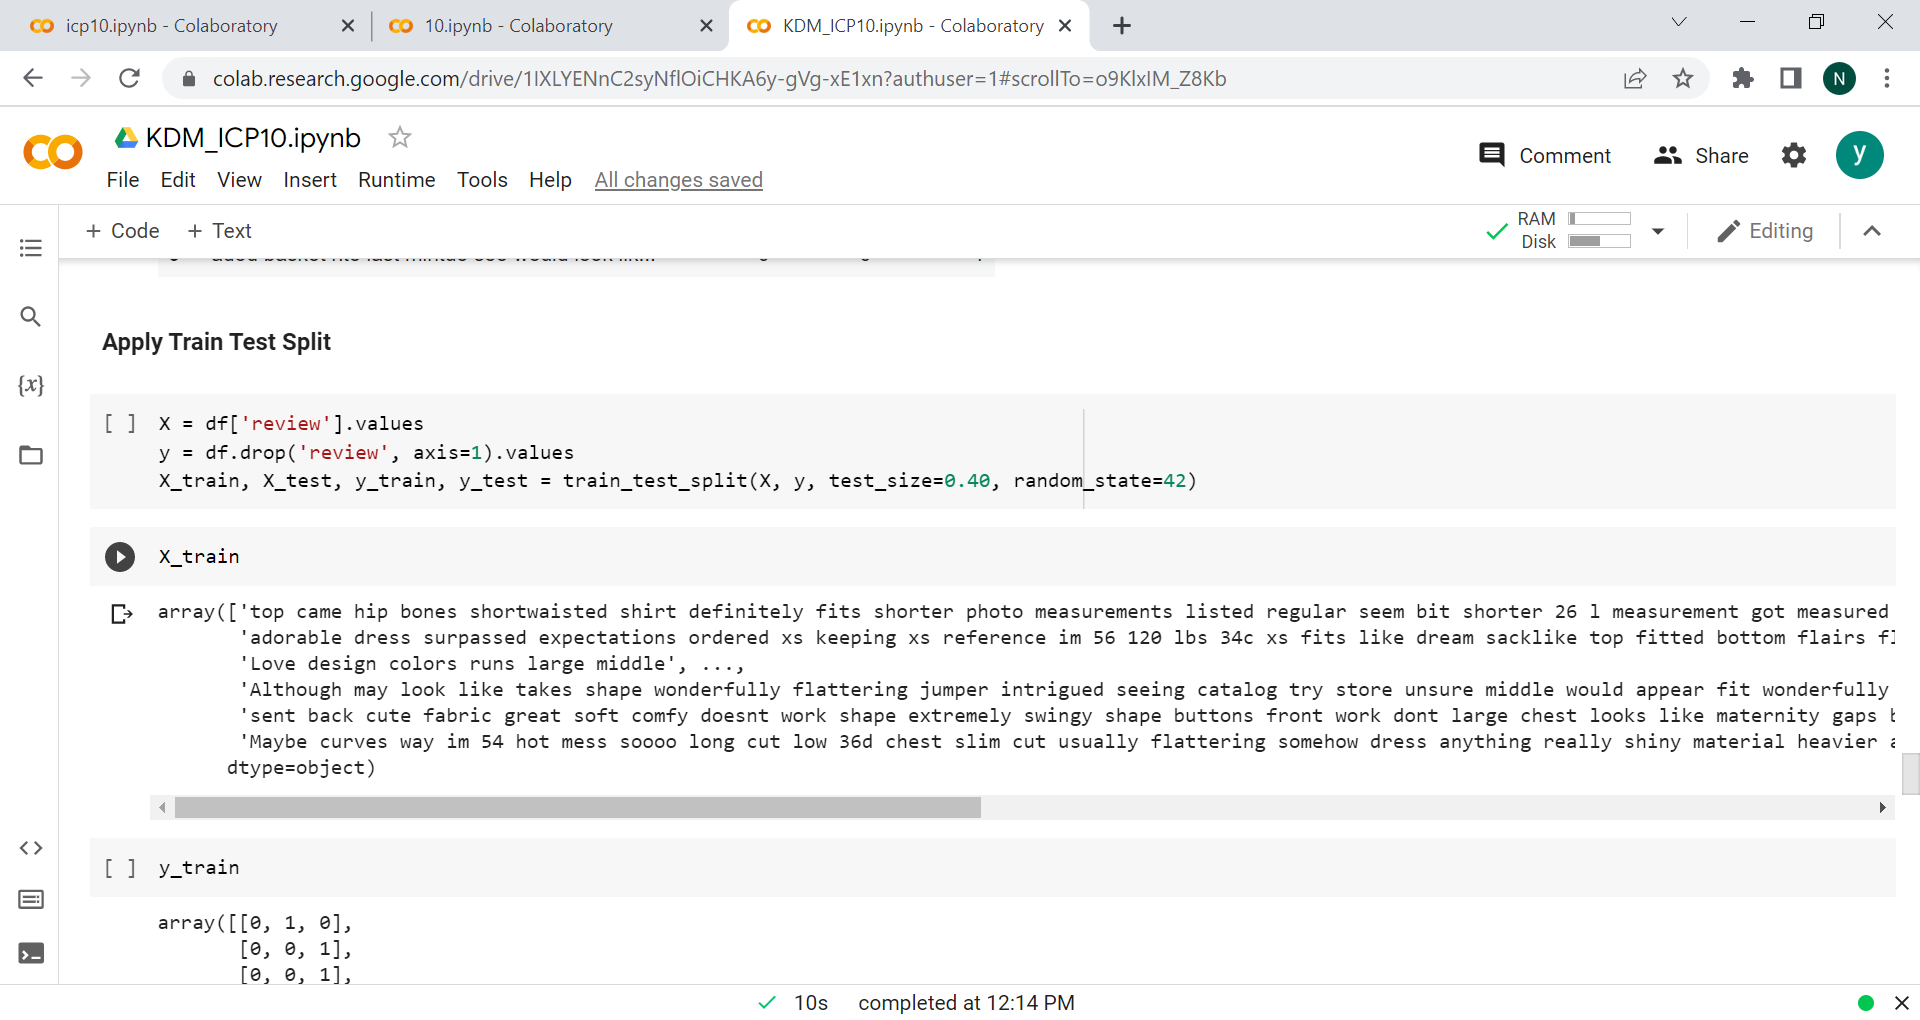 icp10.ipynb - Colaboratory
10.ipynb - Colaboratory
KDM_ICP10.ipynb - Colaboratory
colab.research.google.com/drive/1IXLYENnC2syNflOiCHKA6y-gVg-xE1xn?authuser=1#scrollTo=o9KlxIM_Z8Kb
N
KDM_ICP10.ipynb
Comment
Share
y
File Edit View Insert Runtime Tools Help All changes saved
+ Code + Text
RAM
Disk
Editing
{x}
Apply Train Test Split
[ ] X = df['review'].values
y = df.drop('review', axis=1).values
X_train, X_test, y_train, y_test = train_test_split(X, y, test_size=0.40, random_state=42)
X_train
array(['top came hip bones shortwaisted shirt definitely fits shorter photo measurements listed regular seem bit shorter 26 l measurement got measured
'adorable dress surpassed expectations ordered xs keeping xs reference im 56 120 lbs 34c xs fits like dream sacklike top fitted bottom flairs
'Love design colors runs large middle', ...,
'Although may look like takes shape wonderfully flattering jumper intrigued seeing catalog try store unsure middle would appear fit wonderfully
'sent back cute fabric great soft comfy doesnt work shape extremely swingy shape buttons front work dont large chest looks like maternity gaps
'Maybe curves way im 54 hot mess soooo long cut low 36d chest slim cut usually flattering somehow dress anything really shiny material heavier
dtype=object)
[ ] y_train
array([[0, 1, 0],
[0, 0, 1],
[0, 0, 1],
10s completed at 12:14 PM